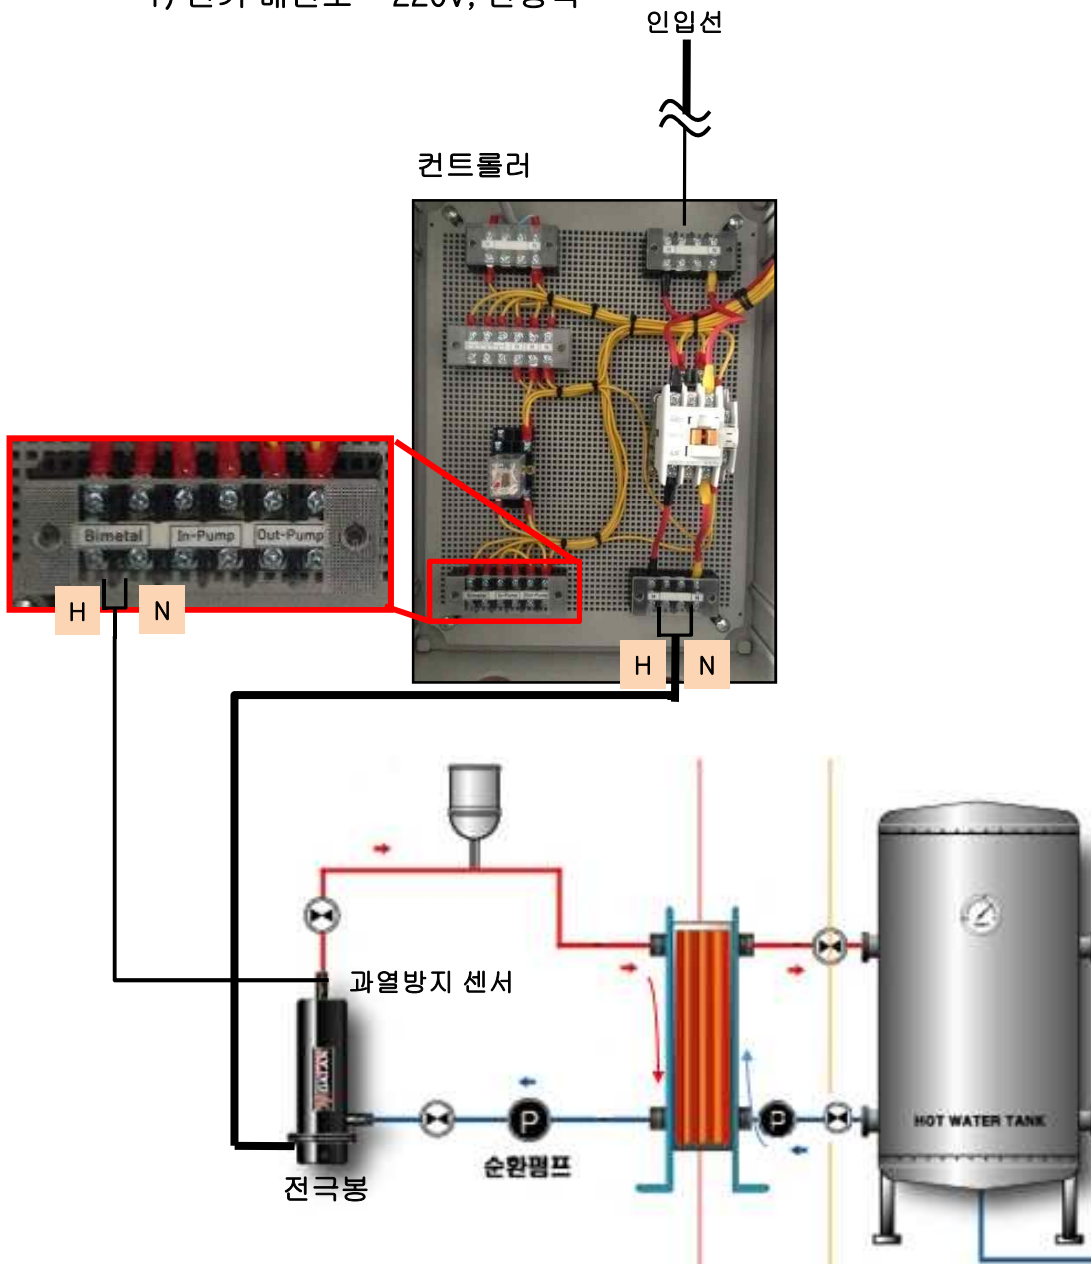 220V,
인입선
컨트롤러
Bimetal
In-Pump
Out-Pump
H
N
H
N
과열방지 센서
P
P
HOT WATER TANK
순환펌프
전극봉